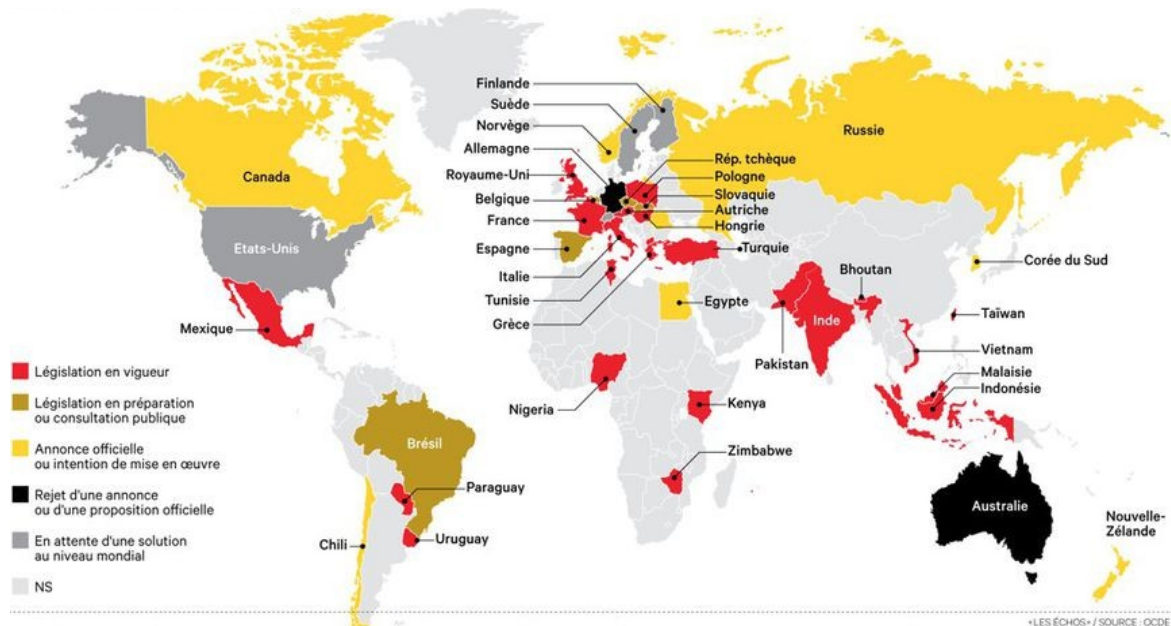 Finlande
Suède
Norvège
Allemagne
Royaume-Uni
Belgique
France
Espagne
Italie
Tunisie
Grèce
Rép. tchèque
Pologne
Slovaquie
Autriche
Hongrie
Turquie
Russie
Canada
Etats-Unis
Mexique
Egypte
Bhoutan
Corée du Sud
Inde
Taïwan
Pakistan
Vietnam
Malaisie
Indonésie
Nigeria
Kenya
Zimbabwe
Brésil
Paraguay
Uruguay
Chili
Australie
Nouvelle-
Zélande
Législation en vigueur
Législation en préparation
ou consultation publique
Annonce officielle
ou intention de mise en œuvre
Rejet d'une annonce
ou d'une proposition officielle
En attente d'une solution
au niveau mondial
NS
«LES ÉCHOS» / SOURCE : OCDE